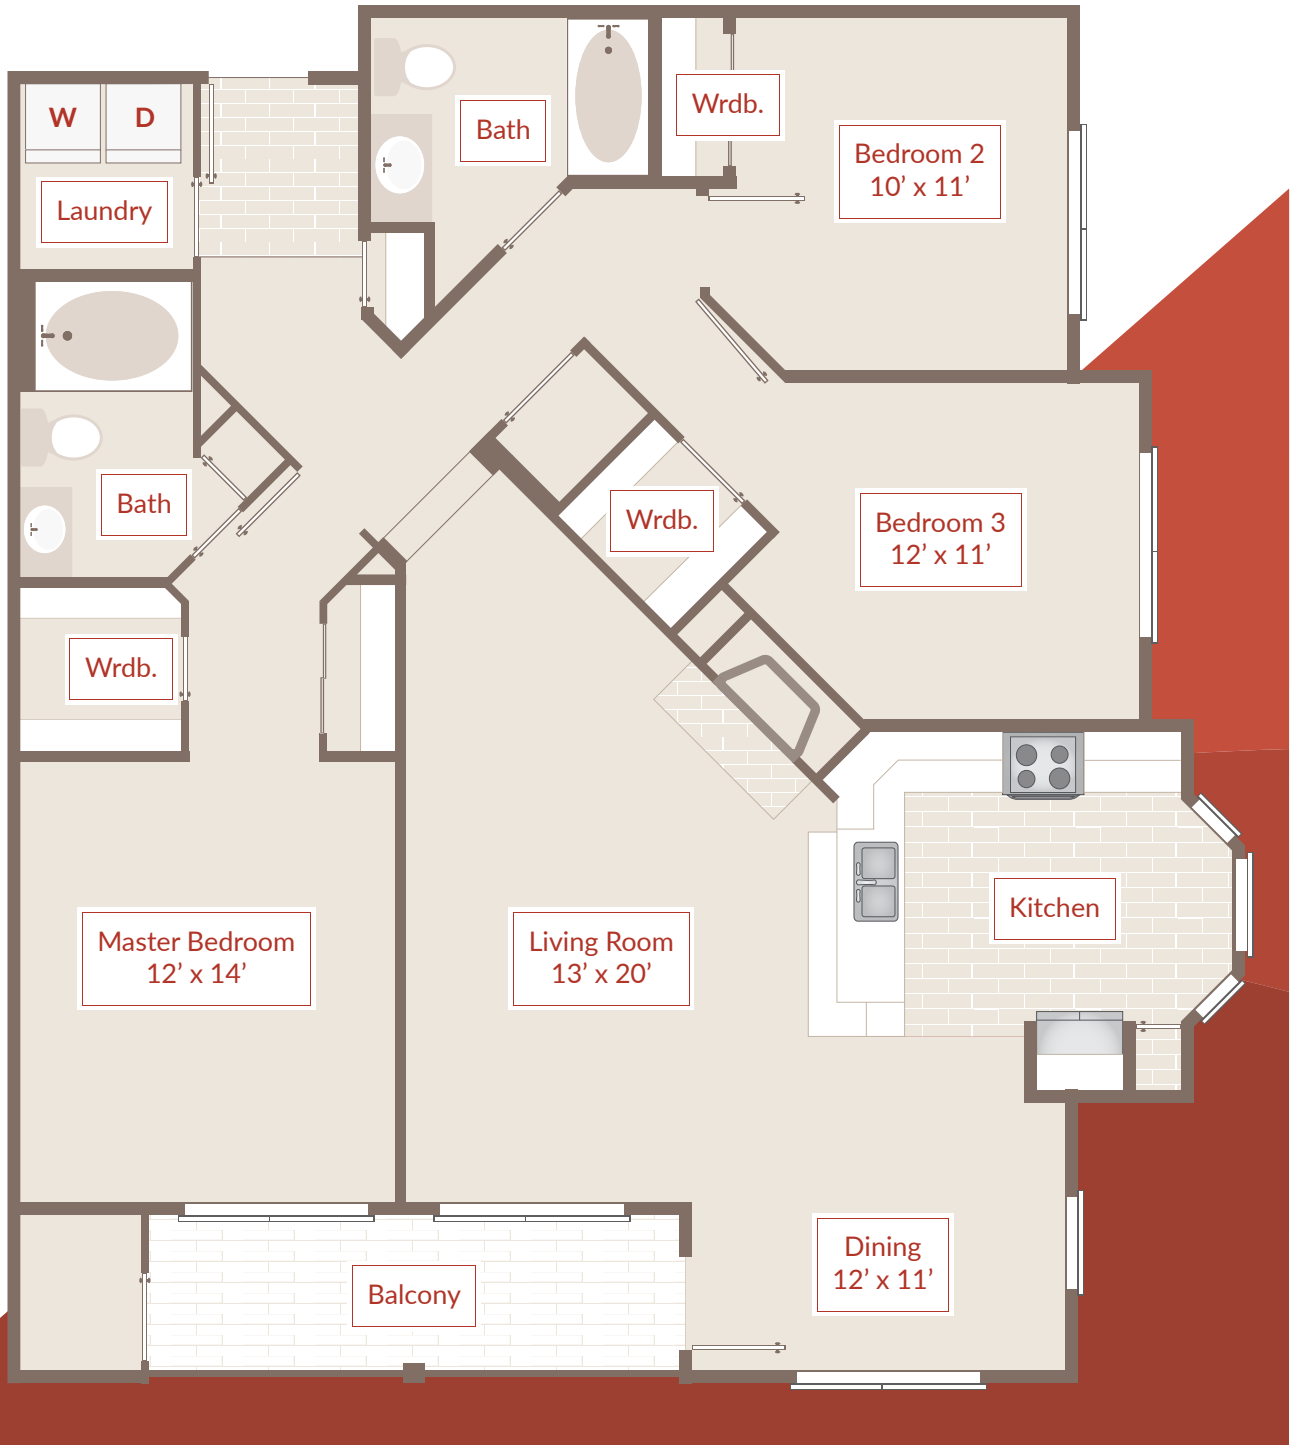 W
D
Bath
Wrdb.
Bedroom 2
10’ x 11’
Laundry
Bath
Wrdb.
Bedroom 3
12’ x 11’
Wrdb.
Master Bedroom
12’ x 14’
Living Room
13’ x 20’
Kitchen
Balcony
Dining
12’ x 11’